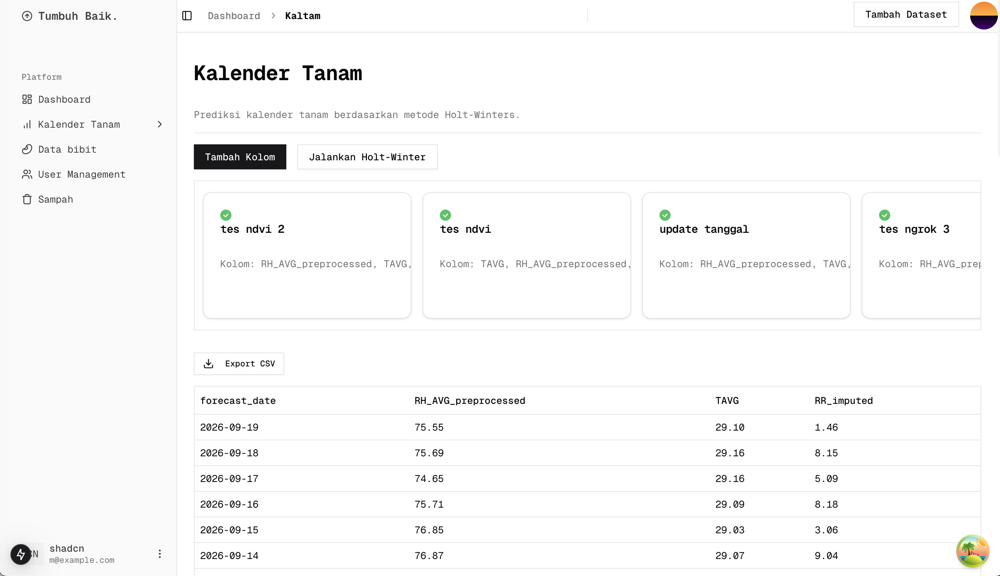 Tumbuh Baik.
Dashboard > Kaltam
Tambah Dataset
Platform
Dashboard
Kalender Tanam
Data bibit
User Management
Sampah
Kalender Tanam
Prediksi kalender tanam berdasarkan metode Holt-Winters.
Tambah Kolom
Jalankan Holt-Winter
tes ndvi 2
Kolom: RH_AVG_preprocessed, TAVG,
tes ndvi
Kolom: TAVG, RH_AVG_preprocessed,
update tanggal
Kolom: RH_AVG_preprocessed, TAVG,
tes ngrok 3
Kolom: RH_AVG_prep
Export CSV
forecast_date RH_AVG_preprocessed TAVG RR_imputed
2026-09-19 75.55 29.10 1.46
2026-09-18 75.69 29.16 8.15
2026-09-17 74.65 29.16 5.09
2026-09-16 75.71 29.09 8.18
2026-09-15 76.85 29.03 3.06
2026-09-14 76.87 29.07 9.04
shadcn
m@example.com